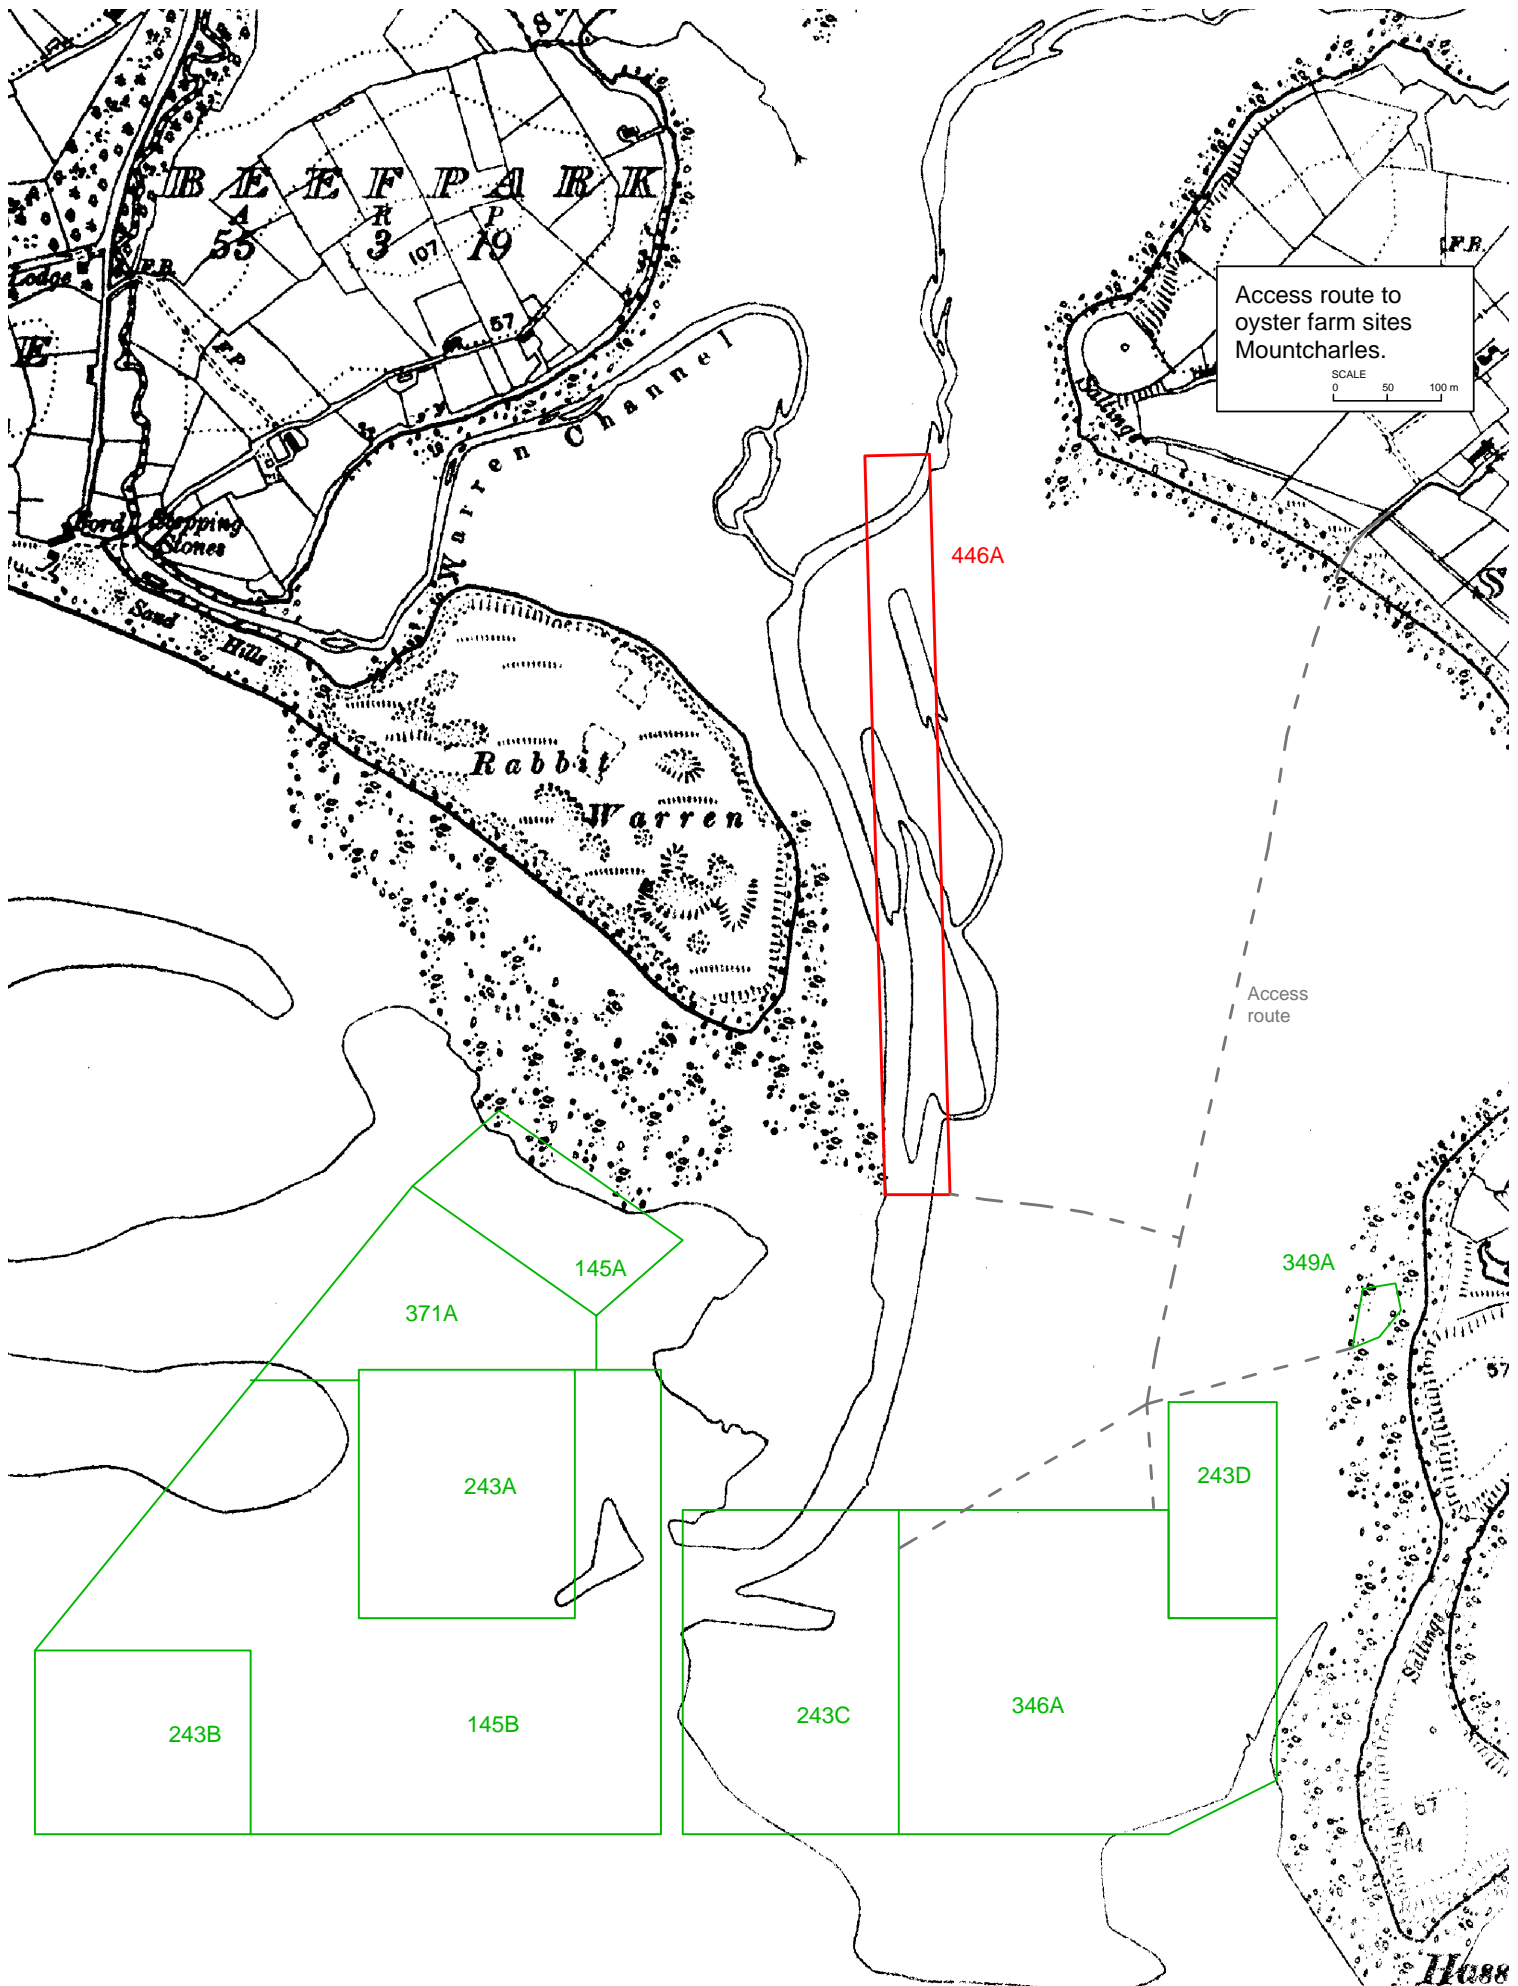 BEEFPARK
A R P
55 3 19
107
57
F.B.
Lodge
F.P.
E
Ford
Stepping
Stones
Sand Hills
Warren Channel
Rabbit
Warren
F.B.
Access route to
oyster farm sites
Mountcharles.
SCALE
0 50 100 m
446A
S
Access
route
349A
145A
371A
57
243A
243D
243B
145B
243C
346A
Sallings